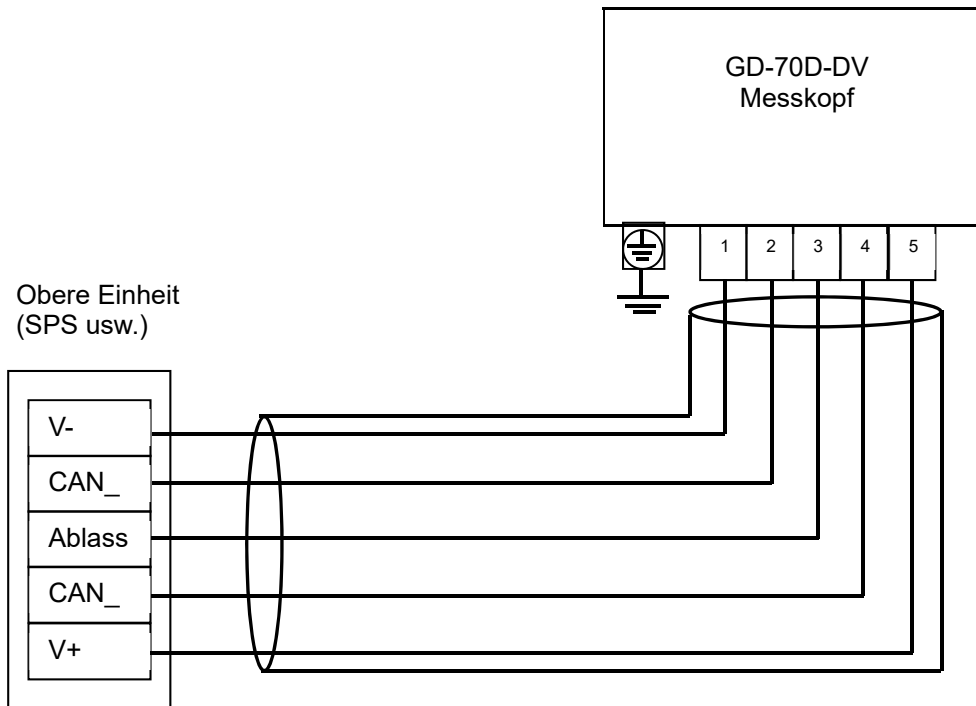 GD-70D-DV
Messkopf
1 2 3 4 5
Obere Einheit
(SPS usw.)
V-
CAN_
Ablass
CAN_
V+